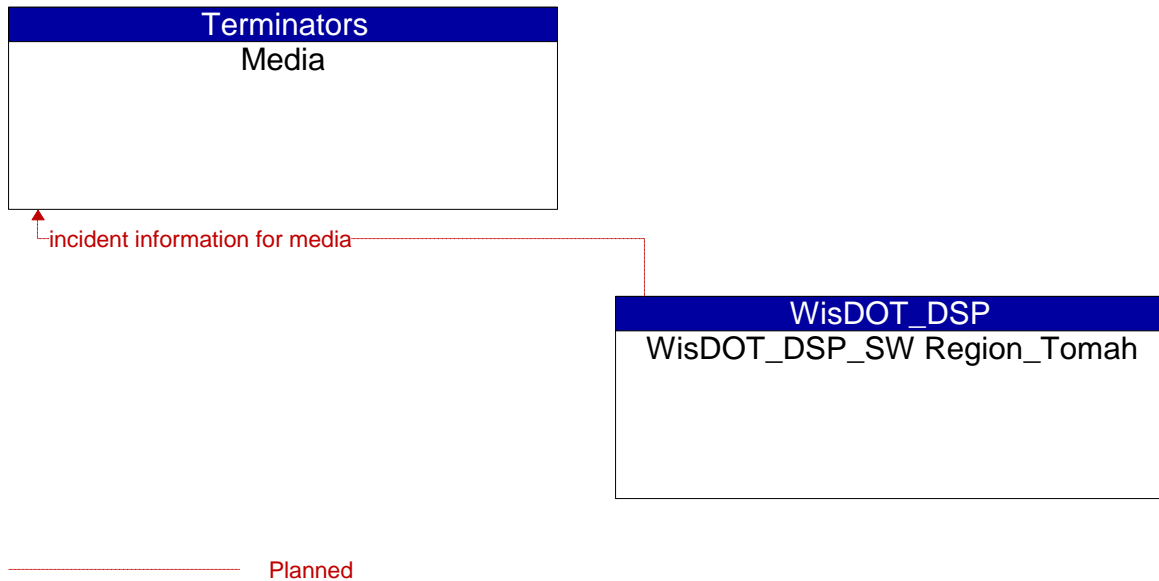 Terminators
Media
incident information for media
WisDOT_DSP
WisDOT_DSP_SW Region_Tomah
Planned